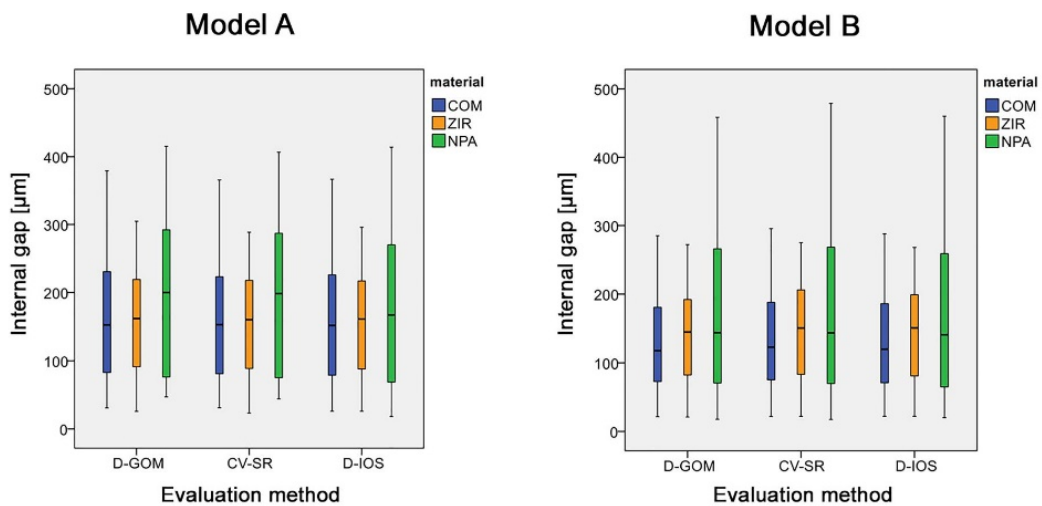 Model A
Internal gap [µm]
500
400
300
200
100
0
material
COM
ZIR
NPA
D-GOM
CV-SR
D-IOS
Evaluation method
Model B
Internal gap [µm]
500
400
300
200
100
0
material
COM
ZIR
NPA
D-GOM
CV-SR
D-IOS
Evaluation method